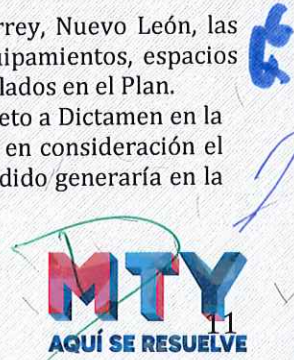 rrey, Nuevo León, las
uipamientos, espacios
lados en el Plan.
eto a Dictamen en la
en consideración el
dido generaría en la
MTY
11
AQUÍ SE RESUELVE